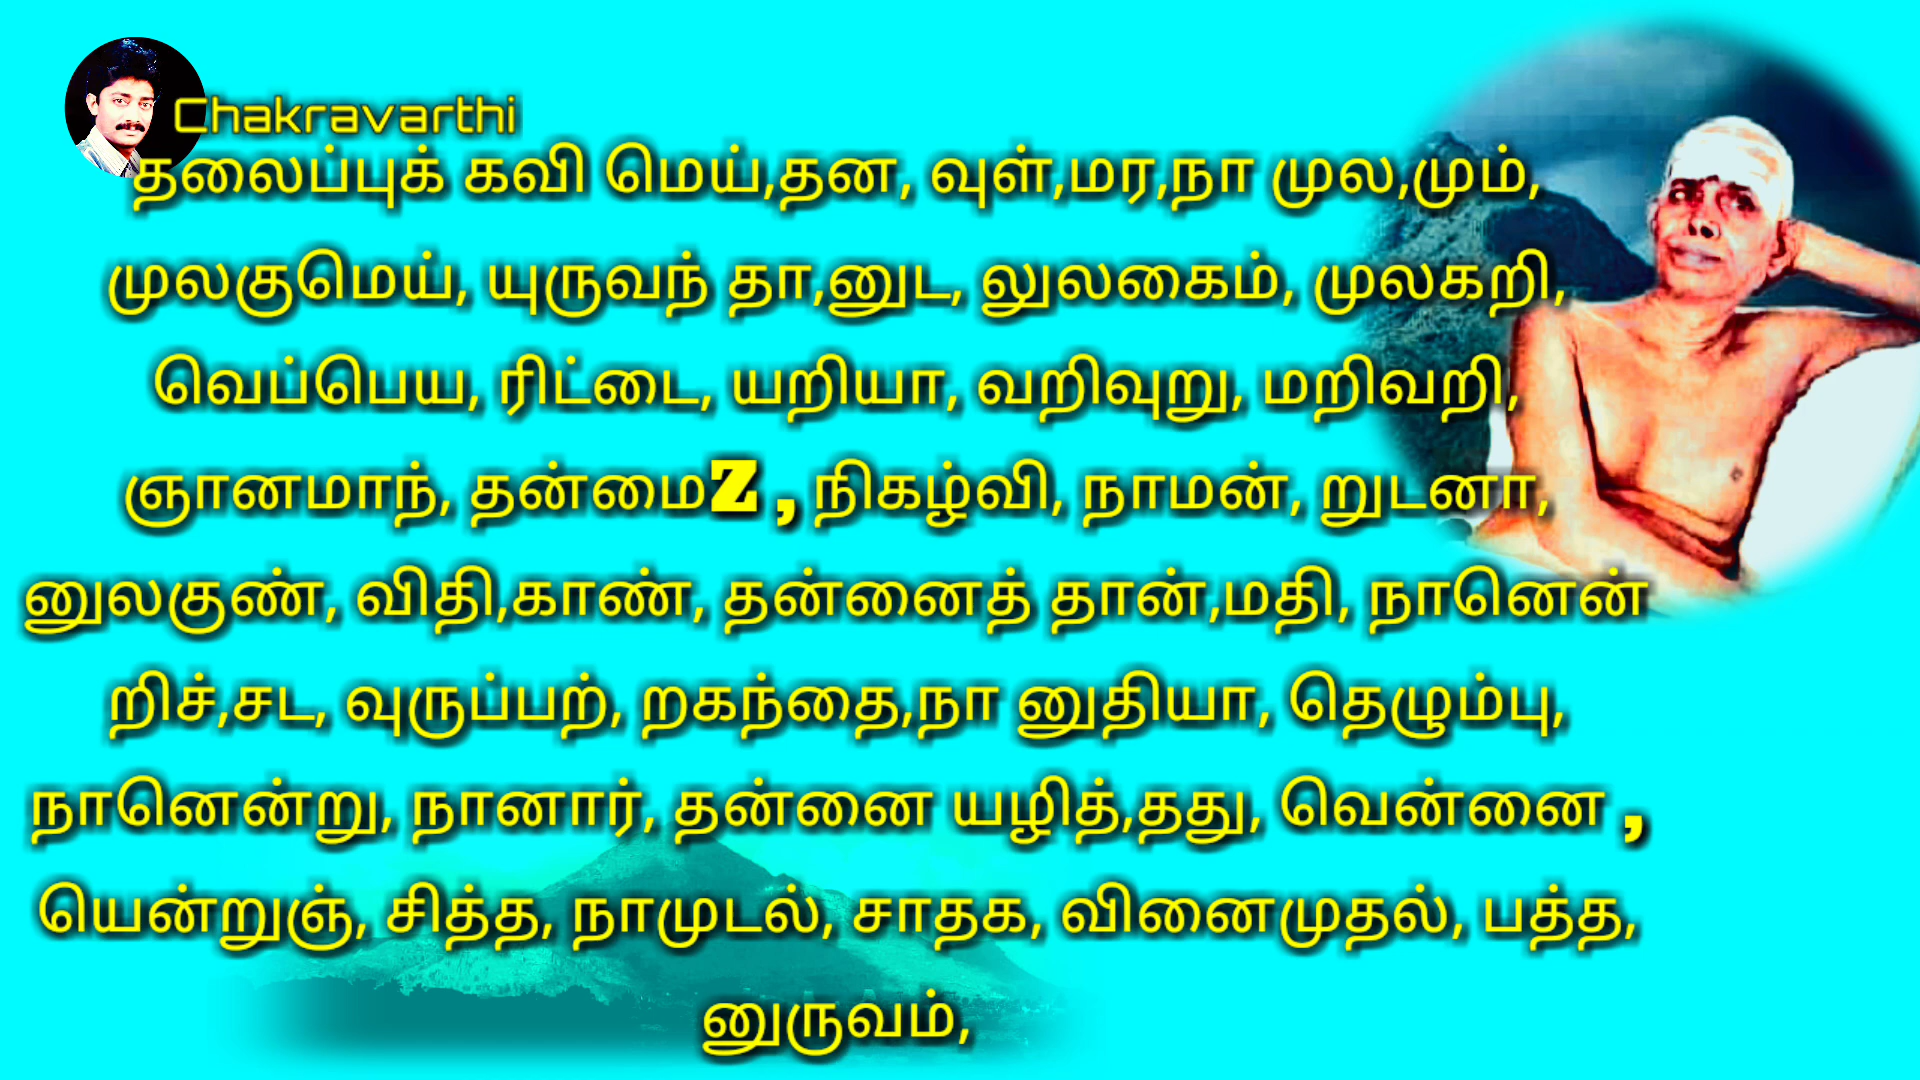 Chakravarthi
தலைப்புக் கவி மெய்,தன, வுள்,மர,நா முல,மும்,
முலகுமெய், யுருவந் தா,னுட, லுலகைம், முலகறி,
வெப்பெய, ரிட்டை, யறியா, வறிவுறு, மறிவறி,
ஞானமாந், தன்மைZ , நிகழ்வி, நாமன், றுடனா,
னுலகுண், விதி,காண், தன்னைத் தான்,மதி, நானென்
றிச்,சட, வுருப்பற், றகந்தை,நா னுதியா, தெழும்பு,
நானென்று, நானார், தன்னை யழித்,தது, வென்னை ,
யென்றுஞ், சித்த, நாமுடல், சாதக, வினைமுதல், பத்த,
னுருவம்,